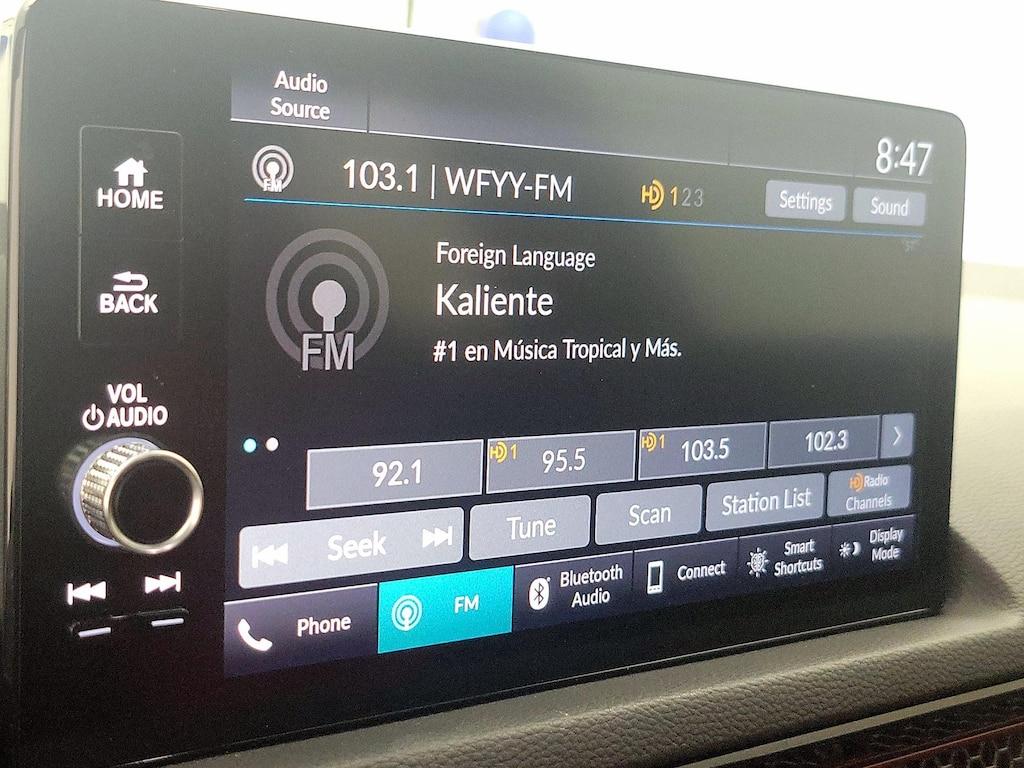 Audio
Source
8:47
HOME
FM
103.1 | WFYY-FM
HD 1 2 3
Settings
Sound
Foreign Language
Kaliente
#1 en Música Tropical y Más.
FM
BACK
VOL
AUDIO
92.1
HD 1
95.5
HD 1
103.5
102.3
Seek
Tune
Scan
Station List
HD Radio
Channels
Phone
FM
Bluetooth
Audio
Connect
Smart
Shortcuts
Display
Mode